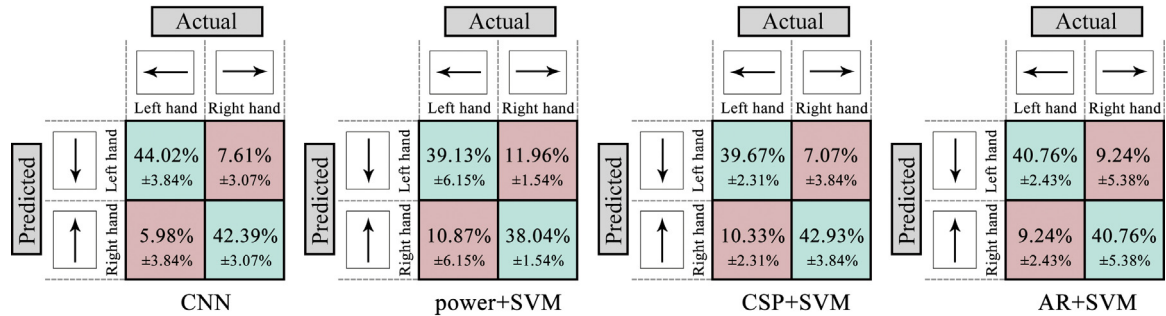 Actual Actual Actual Actual
Left hand Right hand Left hand Right hand Left hand Right hand Left hand Right hand
Predicted Left hand 44.02% 7.61% Predicted Left hand 39.13% 11.96% Predicted Left hand 39.67% 7.07% Predicted Left hand 40.76% 9.24%
±3.84% ±3.07% ±6.15% ±1.54% ±2.31% ±3.84% ±2.43% ±5.38%
Right hand 5.98% 42.39% Right hand 10.87% 38.04% Right hand 10.33% 42.93% Right hand 9.24% 40.76%
±3.84% ±3.07% ±6.15% ±1.54% ±2.31% ±3.84% ±2.43% ±5.38%
CNN power+SVM CSP+SVM AR+SVM